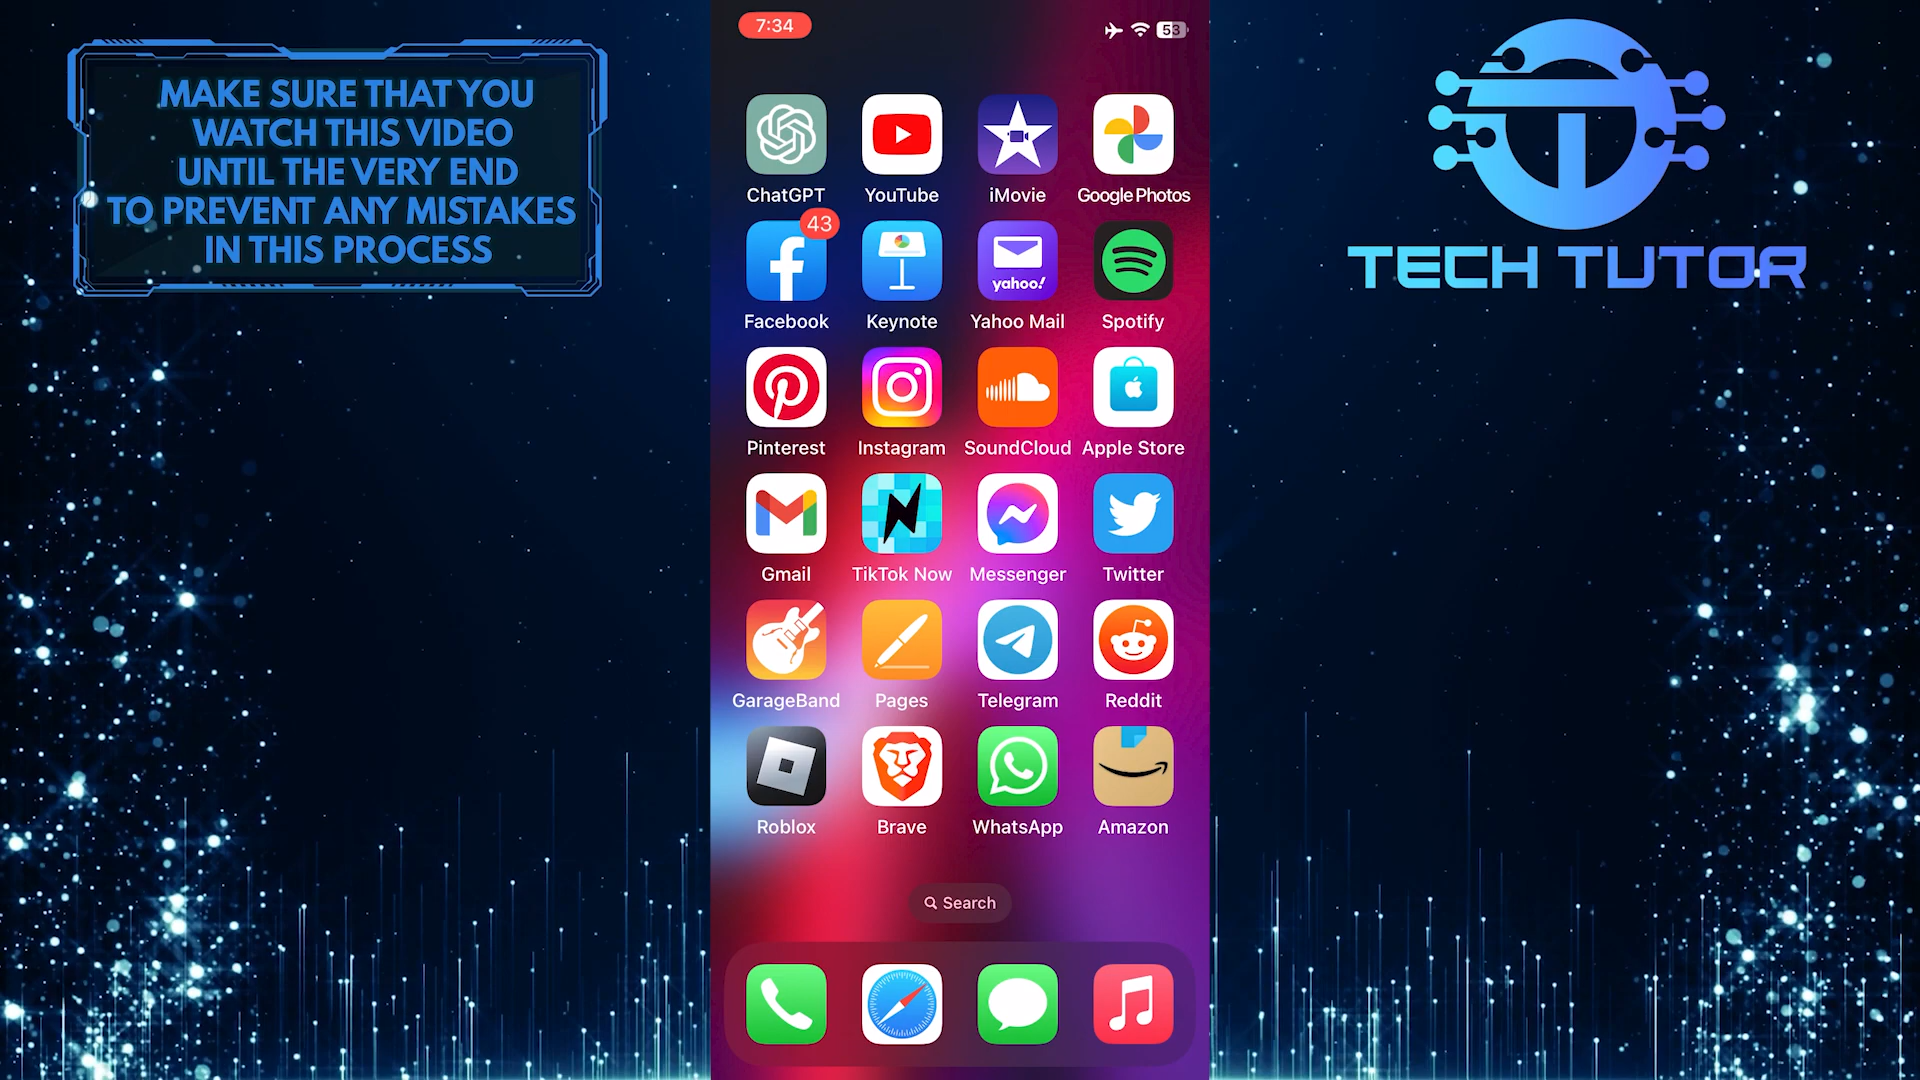 MAKE SURE THAT YOU
WATCH THIS VIDEO
UNTIL THE VERY END
TO PREVENT ANY MISTAKES
IN THIS PROCESS
7:34
53
ChatGPT YouTube iMovie Google Photos
43
yahoo!
Facebook Keynote Yahoo Mail Spotify
Pinterest Instagram SoundCloud Apple Store
Gmail TikTok Now Messenger Twitter
GarageBand Pages Telegram Reddit
Roblox Brave WhatsApp Amazon
Search
TECH TUTOR